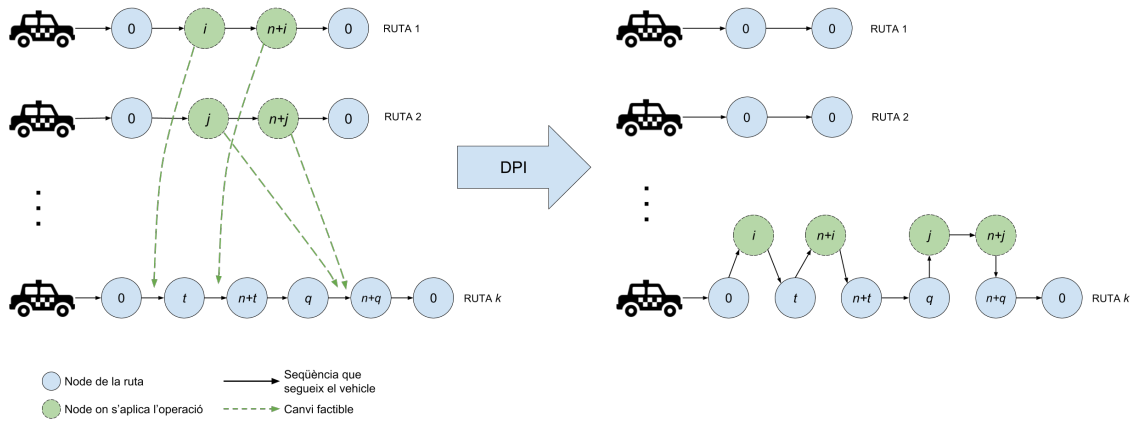 0 i n+i 0 RUTA 1
0 j n+j 0 RUTA 2
0 t n+t q n+q 0 RUTA k
DPI
0 0 RUTA 1
0 0 RUTA 2
i n+i j n+j
0 t n+t q n+q 0 RUTA k
Node de la ruta
Seqüència que
segueix el vehicle
Node on s'aplica l'operació
Canvi factible